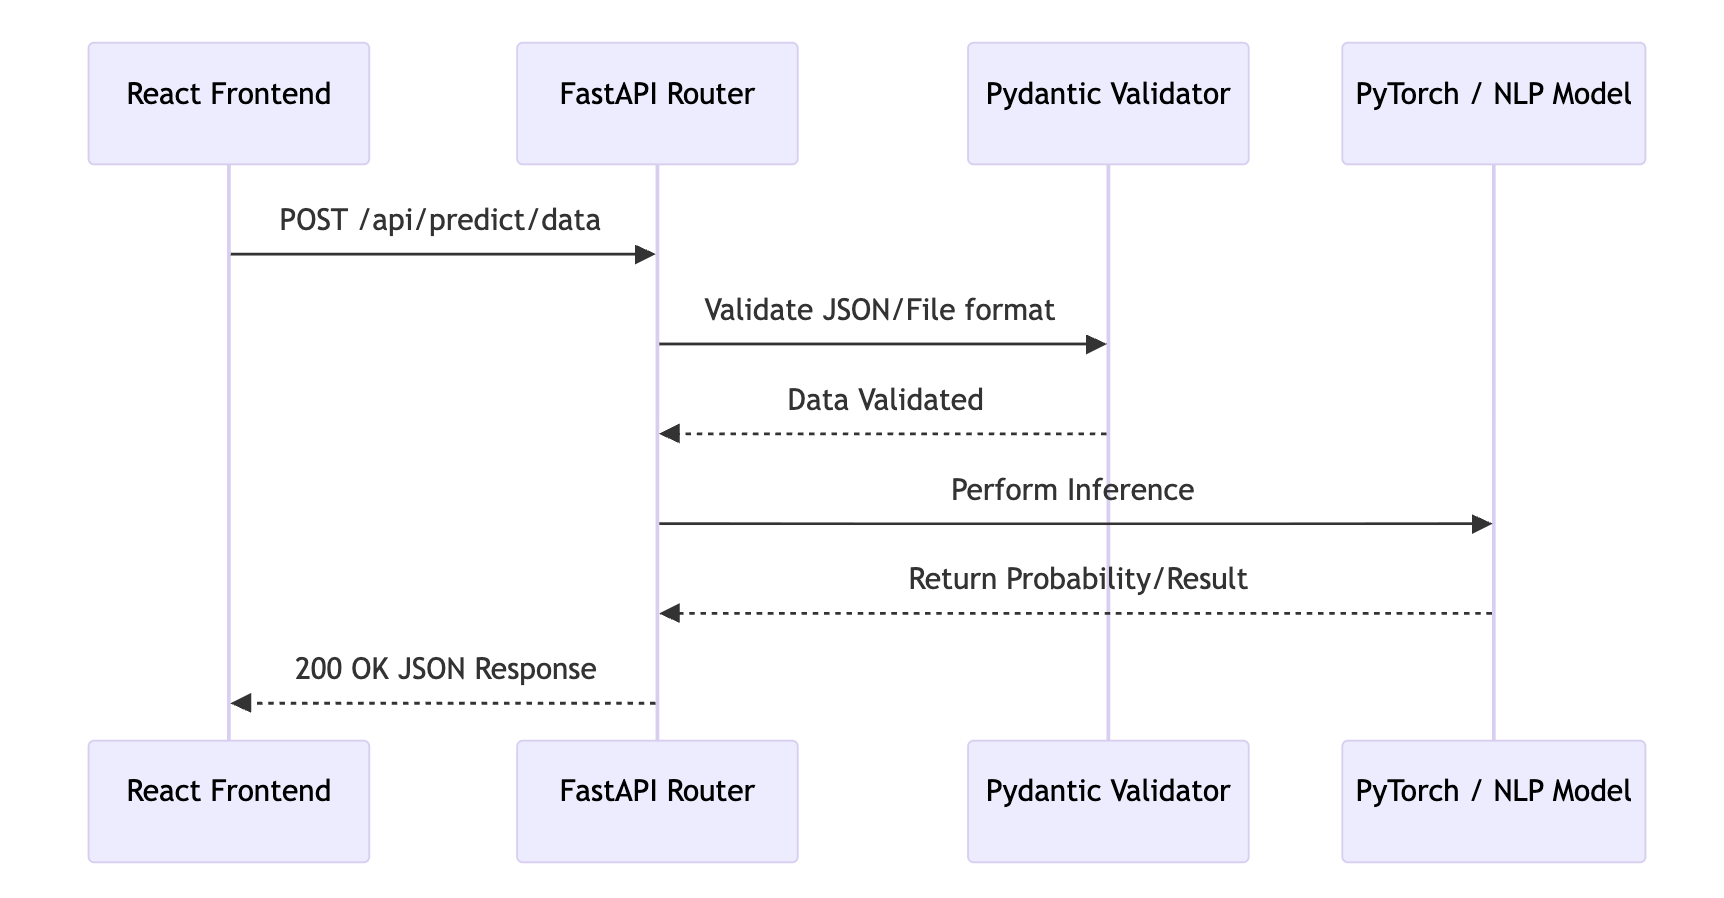 React Frontend
FastAPI Router
Pydantic Validator
PyTorch / NLP Model
POST /api/predict/data
Validate JSON/File format
Data Validated
Perform Inference
Return Probability/Result
200 OK JSON Response
React Frontend
FastAPI Router
Pydantic Validator
PyTorch / NLP Model